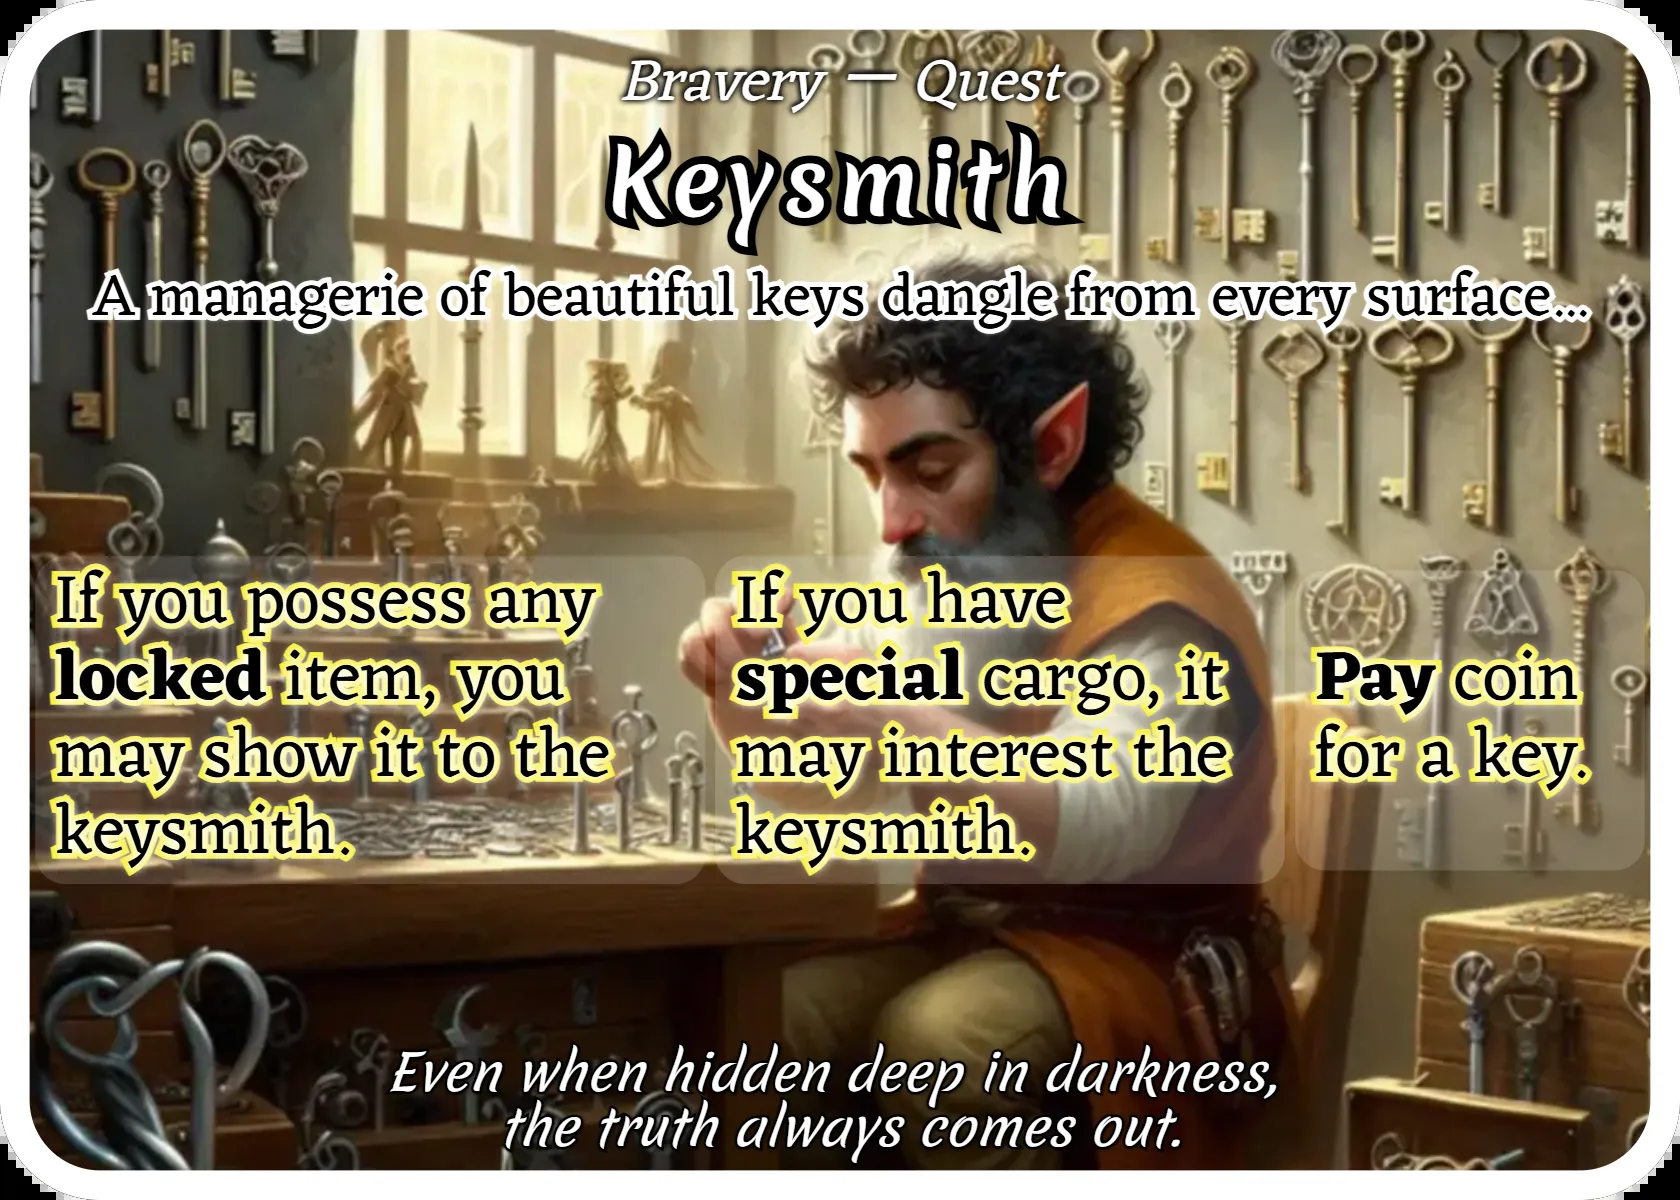 Bravery — Quest
Keysmith
A managerie of beautiful keys dangle from every surface...
If you possess any
locked item, you
may show it to the
keysmith.
If you have
special cargo, it
may interest the
keysmith.
Pay coin
for a key.
Even when hidden deep in darkness,
the truth always comes out.